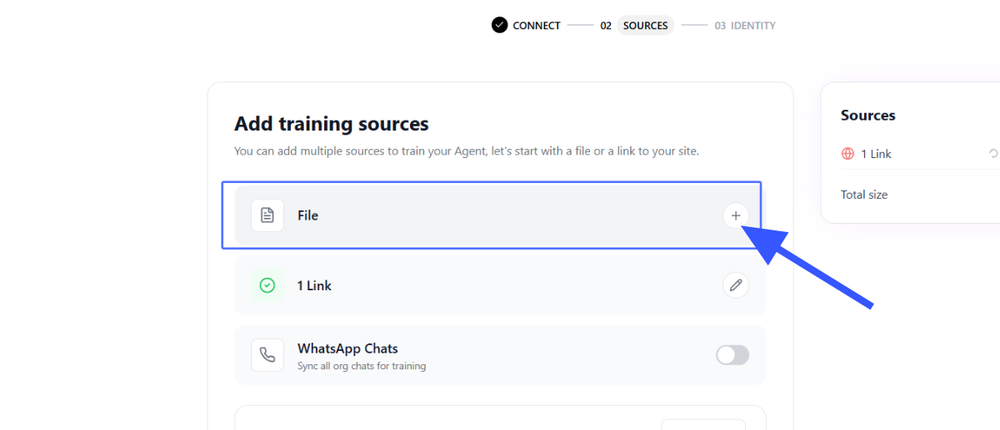 CONNECT 02 SOURCES 03 IDENTITY
Add training sources
You can add multiple sources to train your Agent, let's start with a file or a link to your site.
File
1 Link
WhatsApp Chats
Sync all org chats for training
Sources
1 Link
Total size